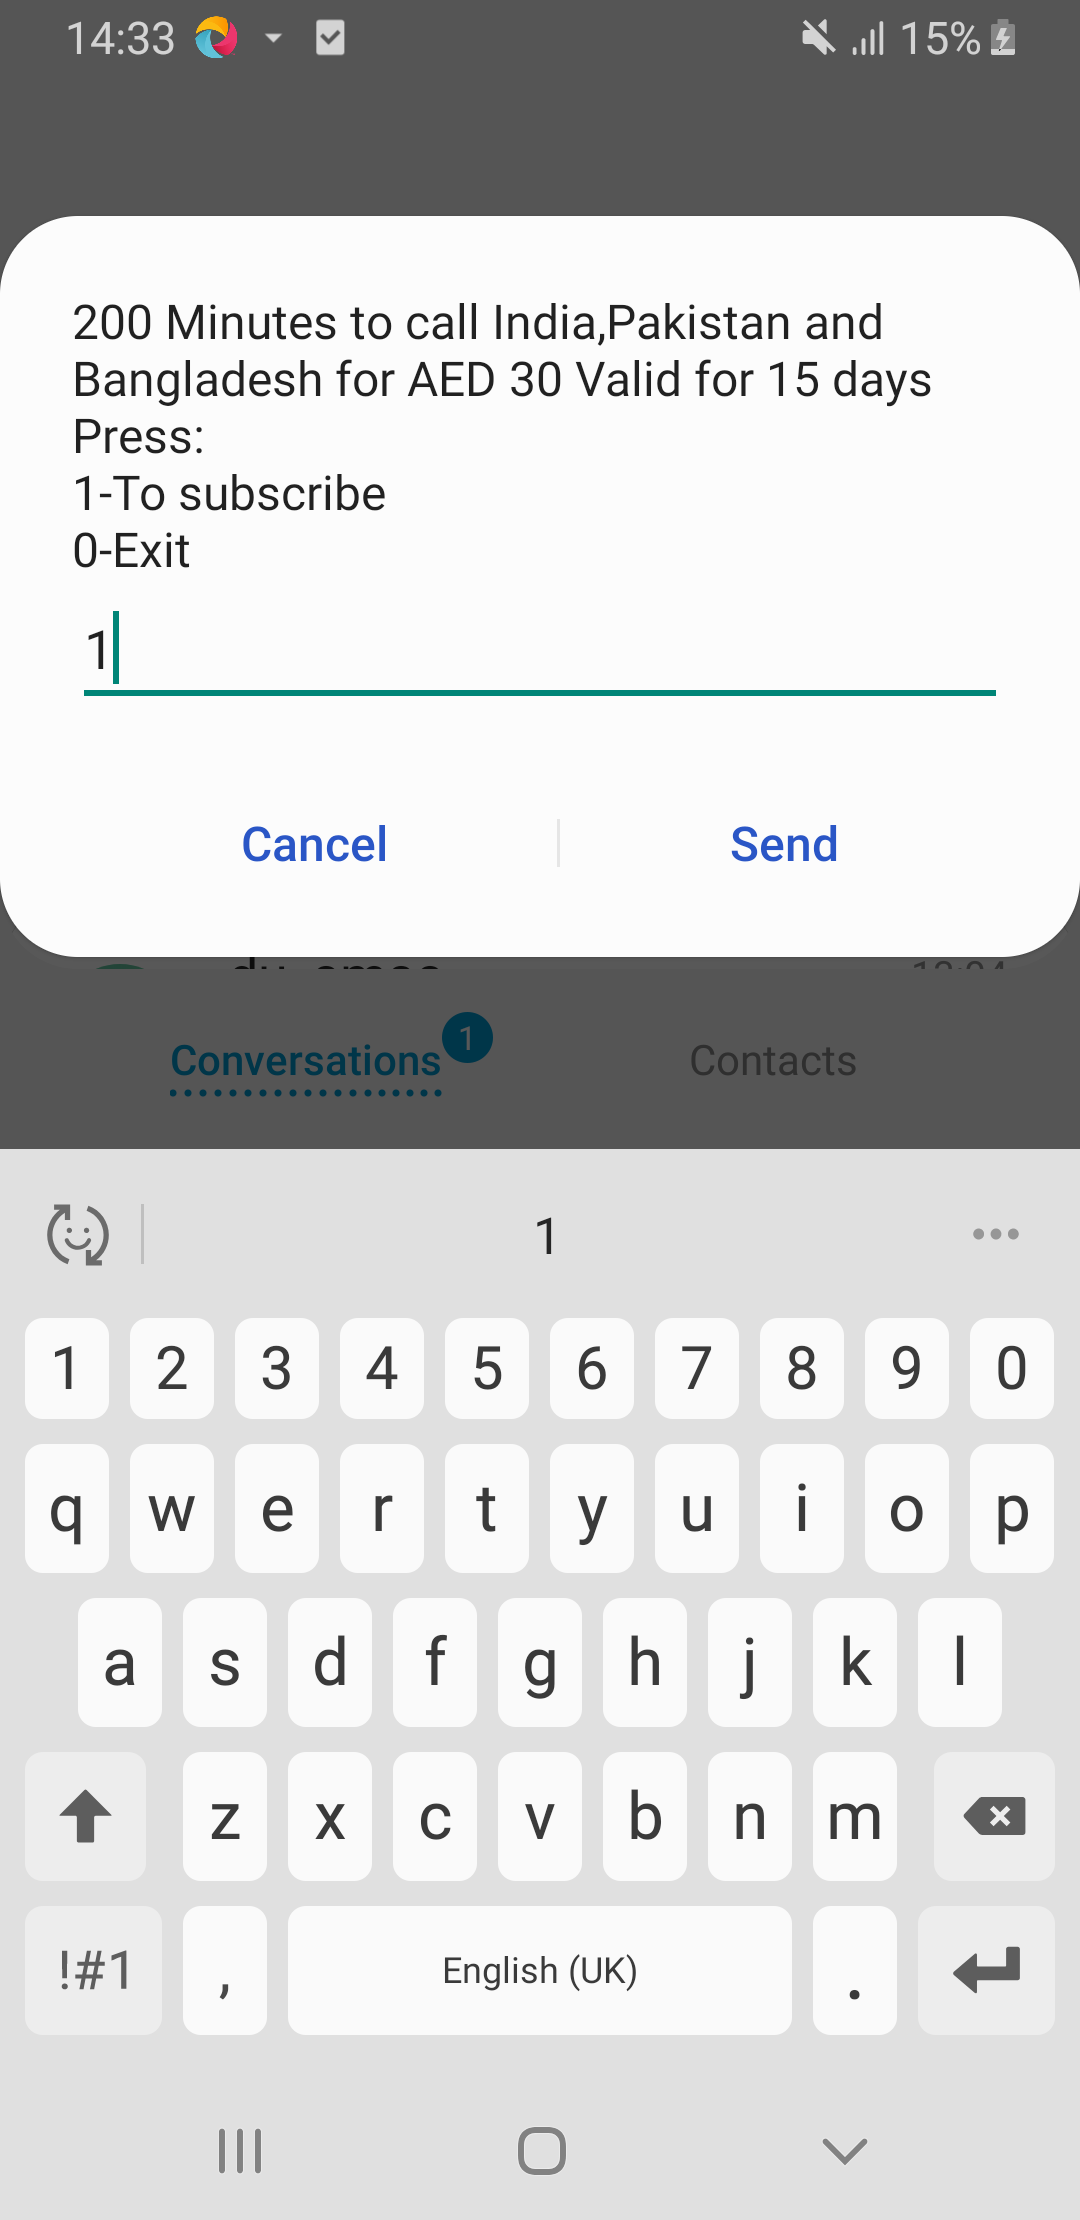 14:33 15%
200 Minutes to call India,Pakistan and
Bangladesh for AED 30 Valid for 15 days
Press:
1-To subscribe
0-Exit
1
Cancel Send
Conversations 1 Contacts
1
1 2 3 4 5 6 7 8 9 0
q w e r t y u i o p
a s d f g h j k l
z x c v b n m
!#1 , English (UK) .